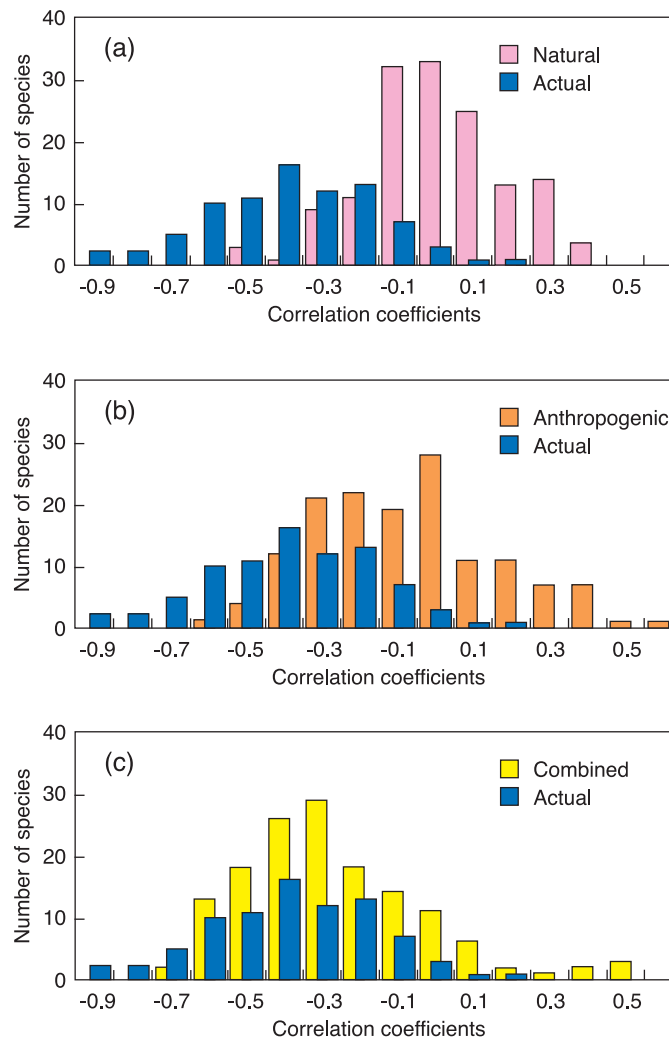 40
(a)
Natural
Actual
30
20
10
0
Number of species
-0.9 -0.7 -0.5 -0.3 -0.1 0.1 0.3 0.5
Correlation coefficients
40
(b)
Anthropogenic
Actual
30
20
10
0
Number of species
-0.9 -0.7 -0.5 -0.3 -0.1 0.1 0.3 0.5
Correlation coefficients
40
(c)
Combined
Actual
30
20
10
0
Number of species
-0.9 -0.7 -0.5 -0.3 -0.1 0.1 0.3 0.5
Correlation coefficients